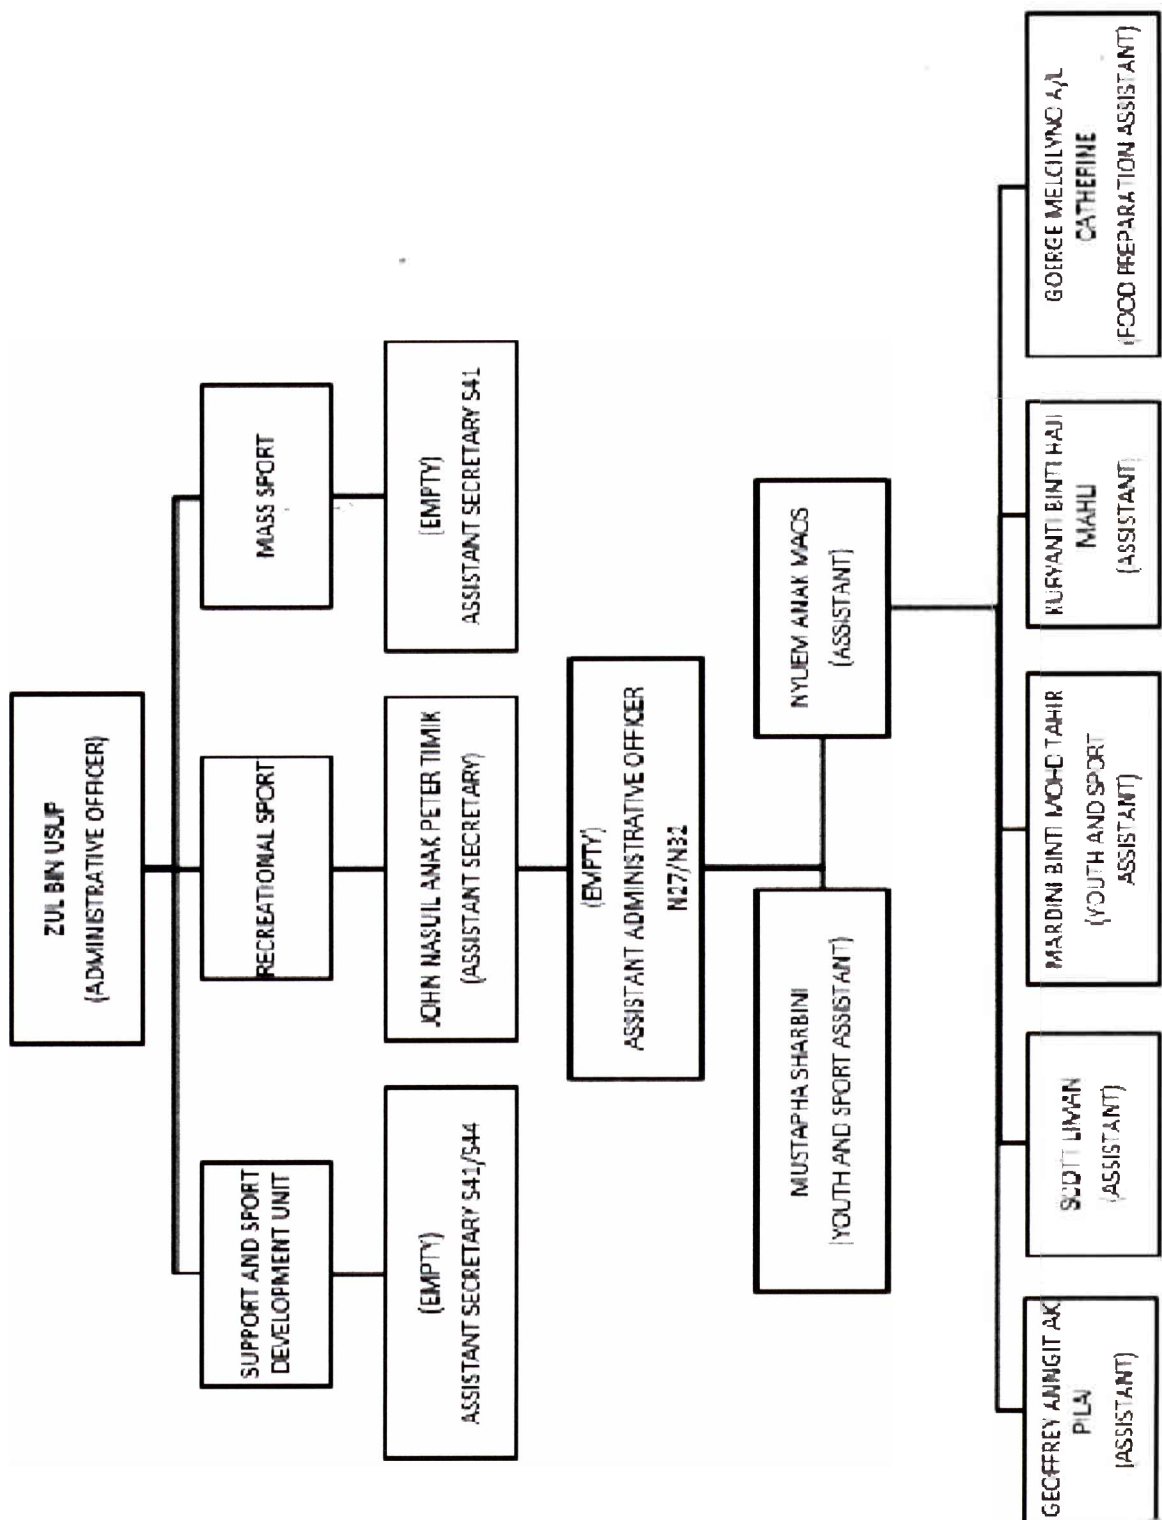 ZUL BIN USUP
(ADMINISTRATIVE OFFICER)
SUPPORT AND SPORT
DEVELOPMENT UNIT
RECREATIONAL SPORT
MASS SPORT
(EMPTY)
ASSISTANT SECRETARY S41/S44
JOHN NASUIL ANAK PETER TIMIK
(ASSISTANT SECRETARY)
(EMPTY)
ASSISTANT SECRETARY S41
(EMPTY)
ASSISTANT ADMINISTRATIVE OFFICER
N27/N32
MUSTAPHA SHARBINI
(YOUTH AND SPORT ASSISTANT)
NYUEM ANAK MAOS
(ASSISTANT)
GEOFFREY ANNGIT AK
PILAI
(ASSISTANT)
SCOTT LIMAN
(ASSISTANT)
MARDINI BINTI MOHD TAHIR
(YOUTH AND SPORT
ASSISTANT)
KURYANTI BINTI HAJI
MAHLI
(ASSISTANT)
GOERGE MELCILYNO A/L
CATHERINE
(FOOD PREPARATION ASSISTANT)